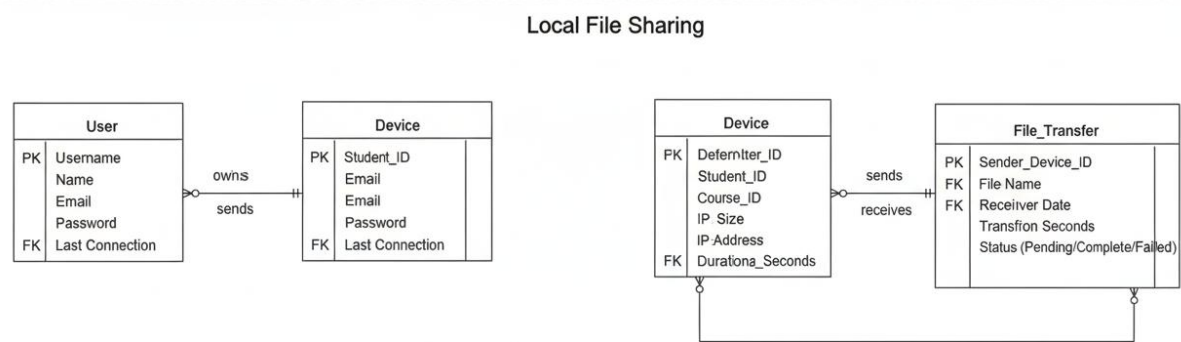 Local File Sharing
User
PK Username
Name
Email
Password
FK Last Connection
owns
sends
Device
PK Student_ID
Email
Email
Password
FK Last Connection
Device
PK DefernIter_ID
Student_ID
Course_ID
IP Size
IP Address
FK Durationa_Seconds
sends
receives
File_Transfer
PK Sender_Device_ID
FK File Name
FK Receiver Date
Transfion Seconds
Status (Pending/Complete/Failed)